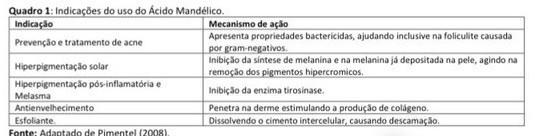 Quadro 1: Indicações do uso do Ácido Mandélico.
Indicação Mecanismo de ação
Prevenção e tratamento de acne Apresenta propriedades bactericidas, ajudando inclusive na foliculite causada
por gram-negativos.
Hiperpigmentação solar Inibição da síntese de melanina e na melanina já depositada na pele, agindo na
remoção dos pigmentos hipercromicos.
Hiperpigmentação pós-inflamatória e
Melasma Inibição da enzima tirosinase.
Antienvelhecimento Penetra na derme estimulando a produção de colágeno.
Esfoliante. Dissolvendo o cimento intercelular, causando descamação.
Fonte: Adaptado de Pimentel (2008).